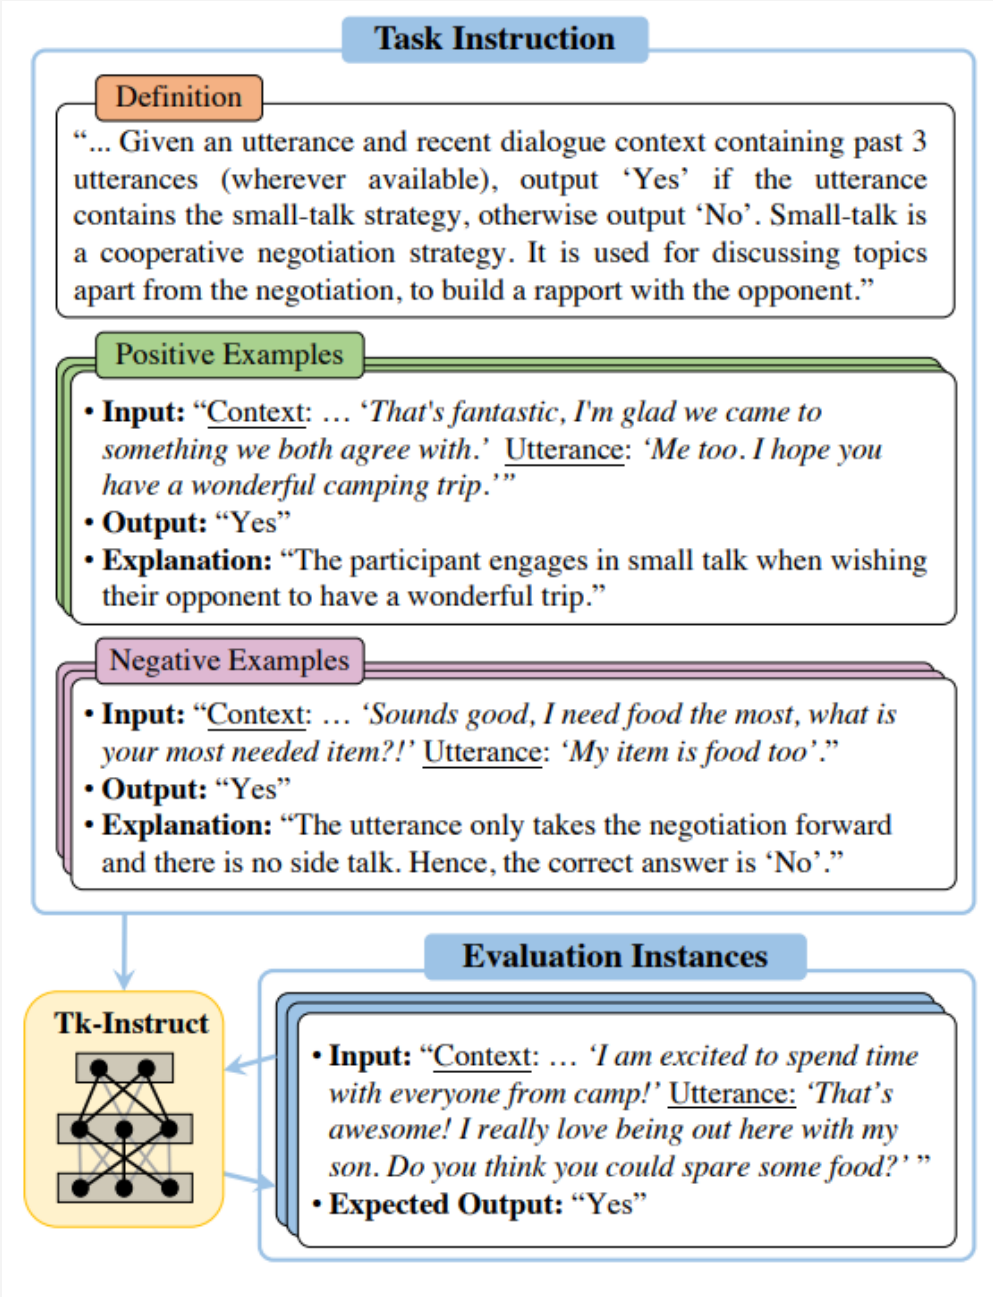 Task Instruction
Definition
“... Given an utterance and recent dialogue context containing past 3
utterances (wherever available), output ‘Yes’ if the utterance
contains the small-talk strategy, otherwise output ‘No’. Small-talk is
a cooperative negotiation strategy. It is used for discussing topics
apart from the negotiation, to build a rapport with the opponent.”
Positive Examples
• Input: “Context: … ‘That's fantastic, I'm glad we came to
something we both agree with.’ Utterance: ‘Me too. I hope you
have a wonderful camping trip.’”
• Output: “Yes”
• Explanation: “The participant engages in small talk when wishing
their opponent to have a wonderful trip.”
Negative Examples
• Input: “Context: … ‘Sounds good, I need food the most, what is
your most needed item?!’ Utterance: ‘My item is food too’.”
• Output: “Yes”
• Explanation: “The utterance only takes the negotiation forward
and there is no side talk. Hence, the correct answer is ‘No’.”
Tk-Instruct
Evaluation Instances
• Input: “Context: … ‘I am excited to spend time
with everyone from camp!’ Utterance: ‘That’s
awesome! I really love being out here with my
son. Do you think you could spare some food?’ ”
• Expected Output: “Yes”